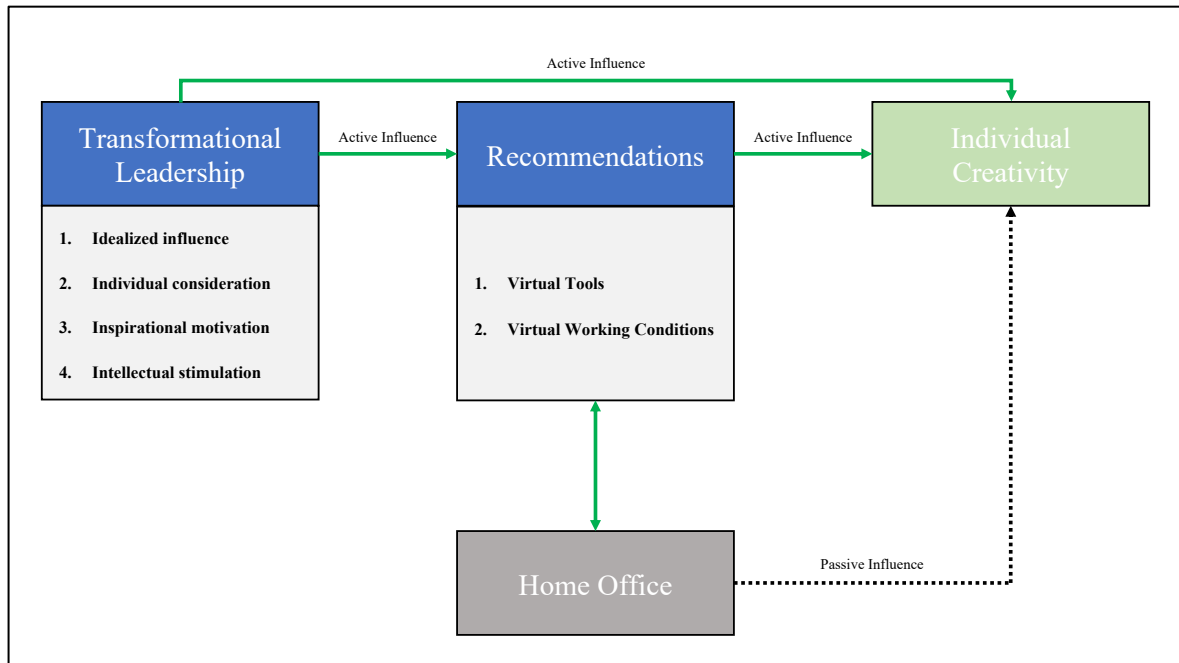 Active Influence
Transformational
Leadership
Active Influence
Recommendations
Active Influence
Individual
Creativity
1. Idealized influence
2. Individual consideration
3. Inspirational motivation
4. Intellectual stimulation
1. Virtual Tools
2. Virtual Working Conditions
Home Office
Passive Influence